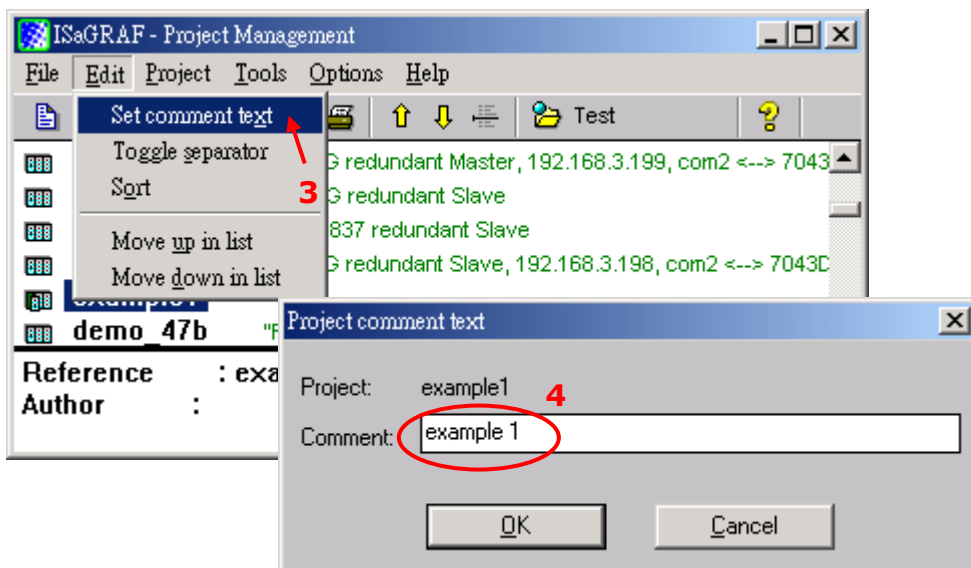 ISaGRAF - Project Management
File Edit Project Tools Options Help
Set comment text
Test
Toggle separator
Sort
Move up in list
Move down in list
3
G redundant Master, 192.168.3.199, com2 <--> 7043
G redundant Slave
837 redundant Slave
G redundant Slave, 192.168.3.198, com2 <--> 7043D
example1
demo_47b
Reference : exa
Author :
Project comment text
Project: example1
4
Comment: example 1
OK Cancel